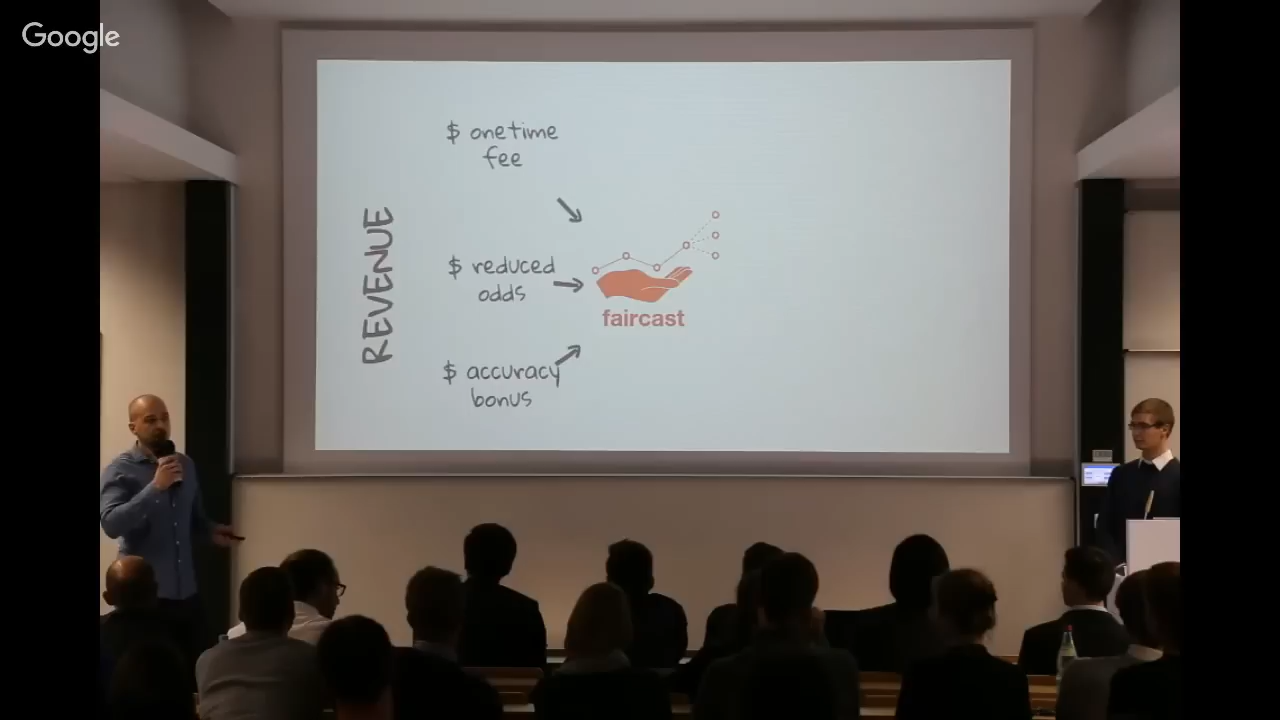 Google
REVENUE
$ onetime
fee
$ reduced
odds
$ accuracy
bonus
faircast